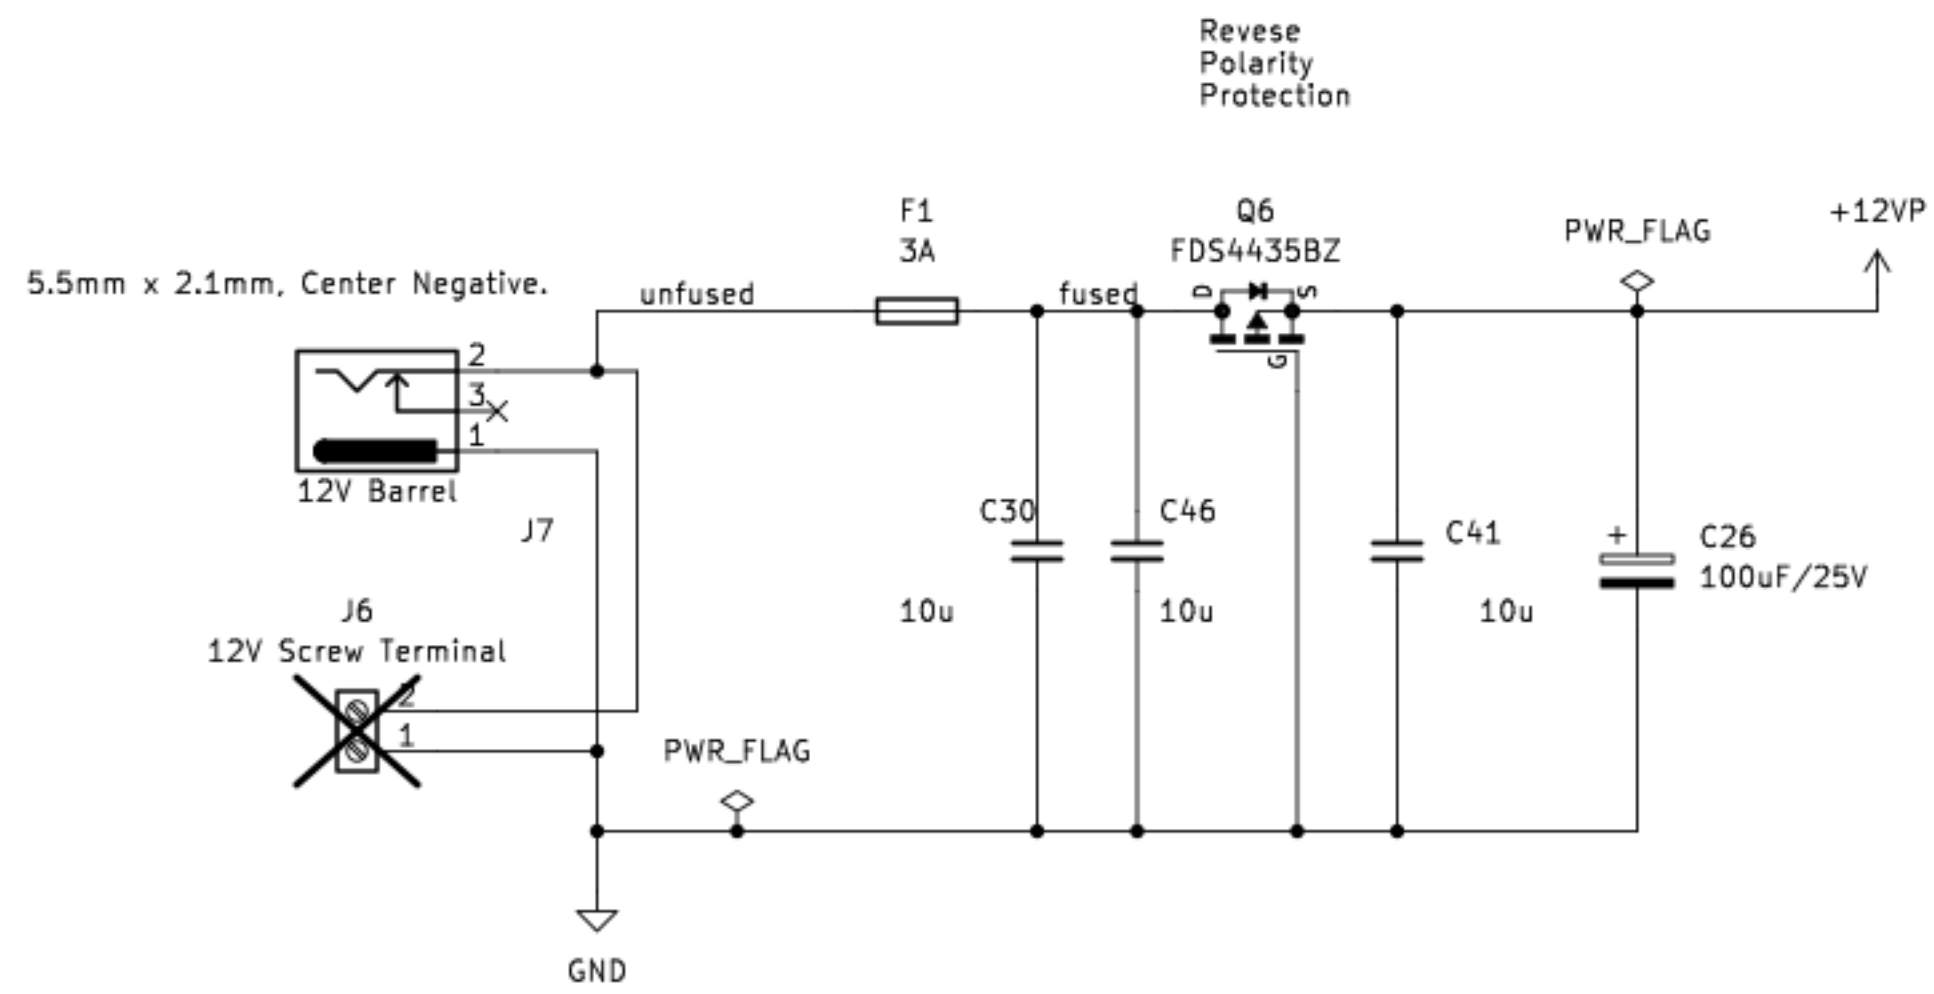 Revese
Polarity
Protection
F1
3A
Q6
FDS4435BZ
PWR_FLAG
+12VP
5.5mm x 2.1mm, Center Negative.
unfused
fused
D
S
G
2
3
1
12V Barrel
J7
C30
10u
C46
10u
C41
10u
+
C26
100uF/25V
J6
12V Screw Terminal
2
1
PWR_FLAG
GND